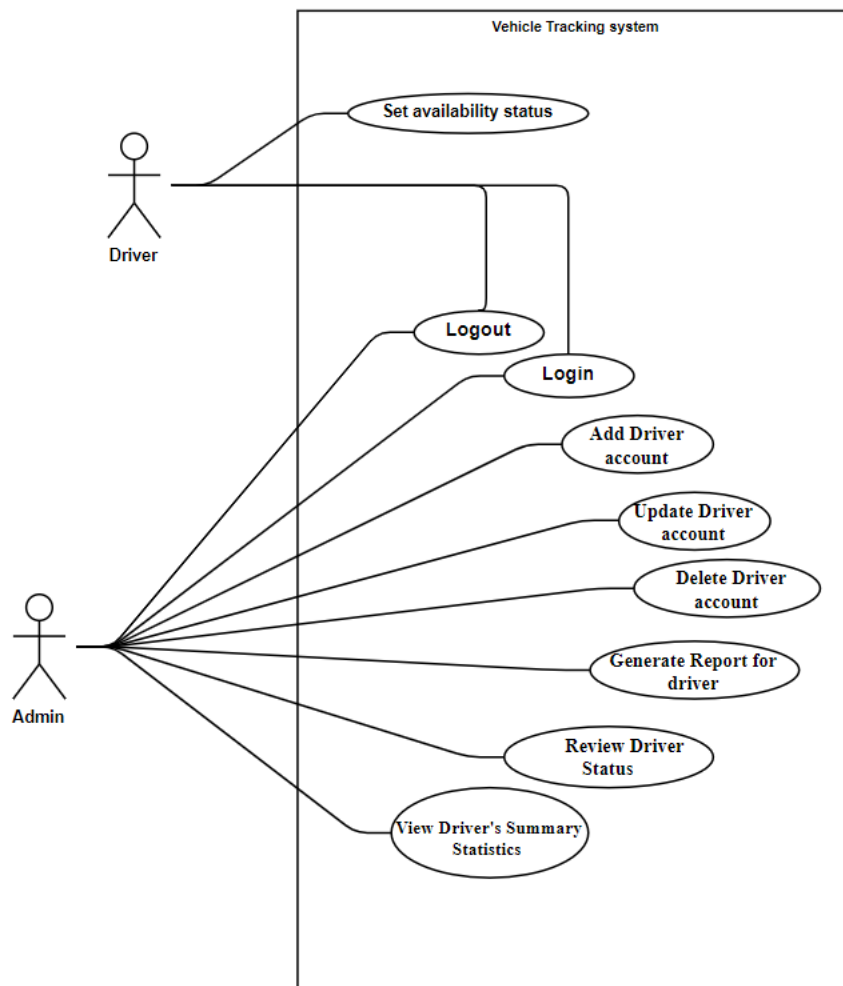 Vehicle Tracking system
Set availability status
Driver
Logout
Login
Add Driver
account
Update Driver
account
Delete Driver
account
Admin
Generate Report for
driver
Review Driver
Status
View Driver's Summary
Statistics